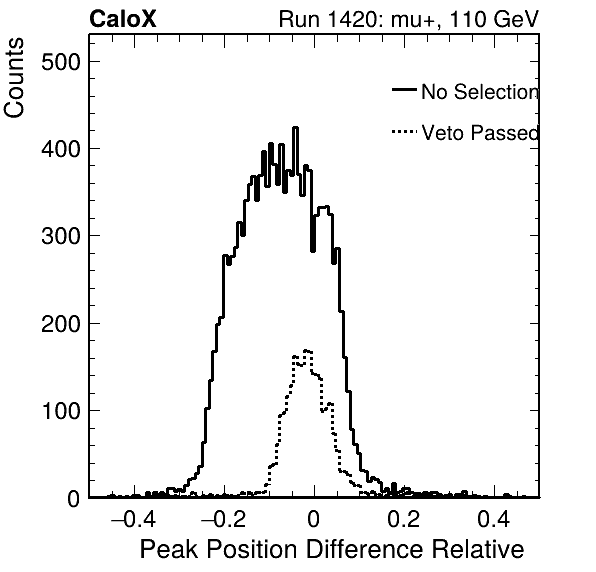 CaloX Run 1420: mu+, 110 GeV
Counts
500
400
300
200
100
0
No Selection
Veto Passed
−0.4 −0.2 0 0.2 0.4
Peak Position Difference Relative